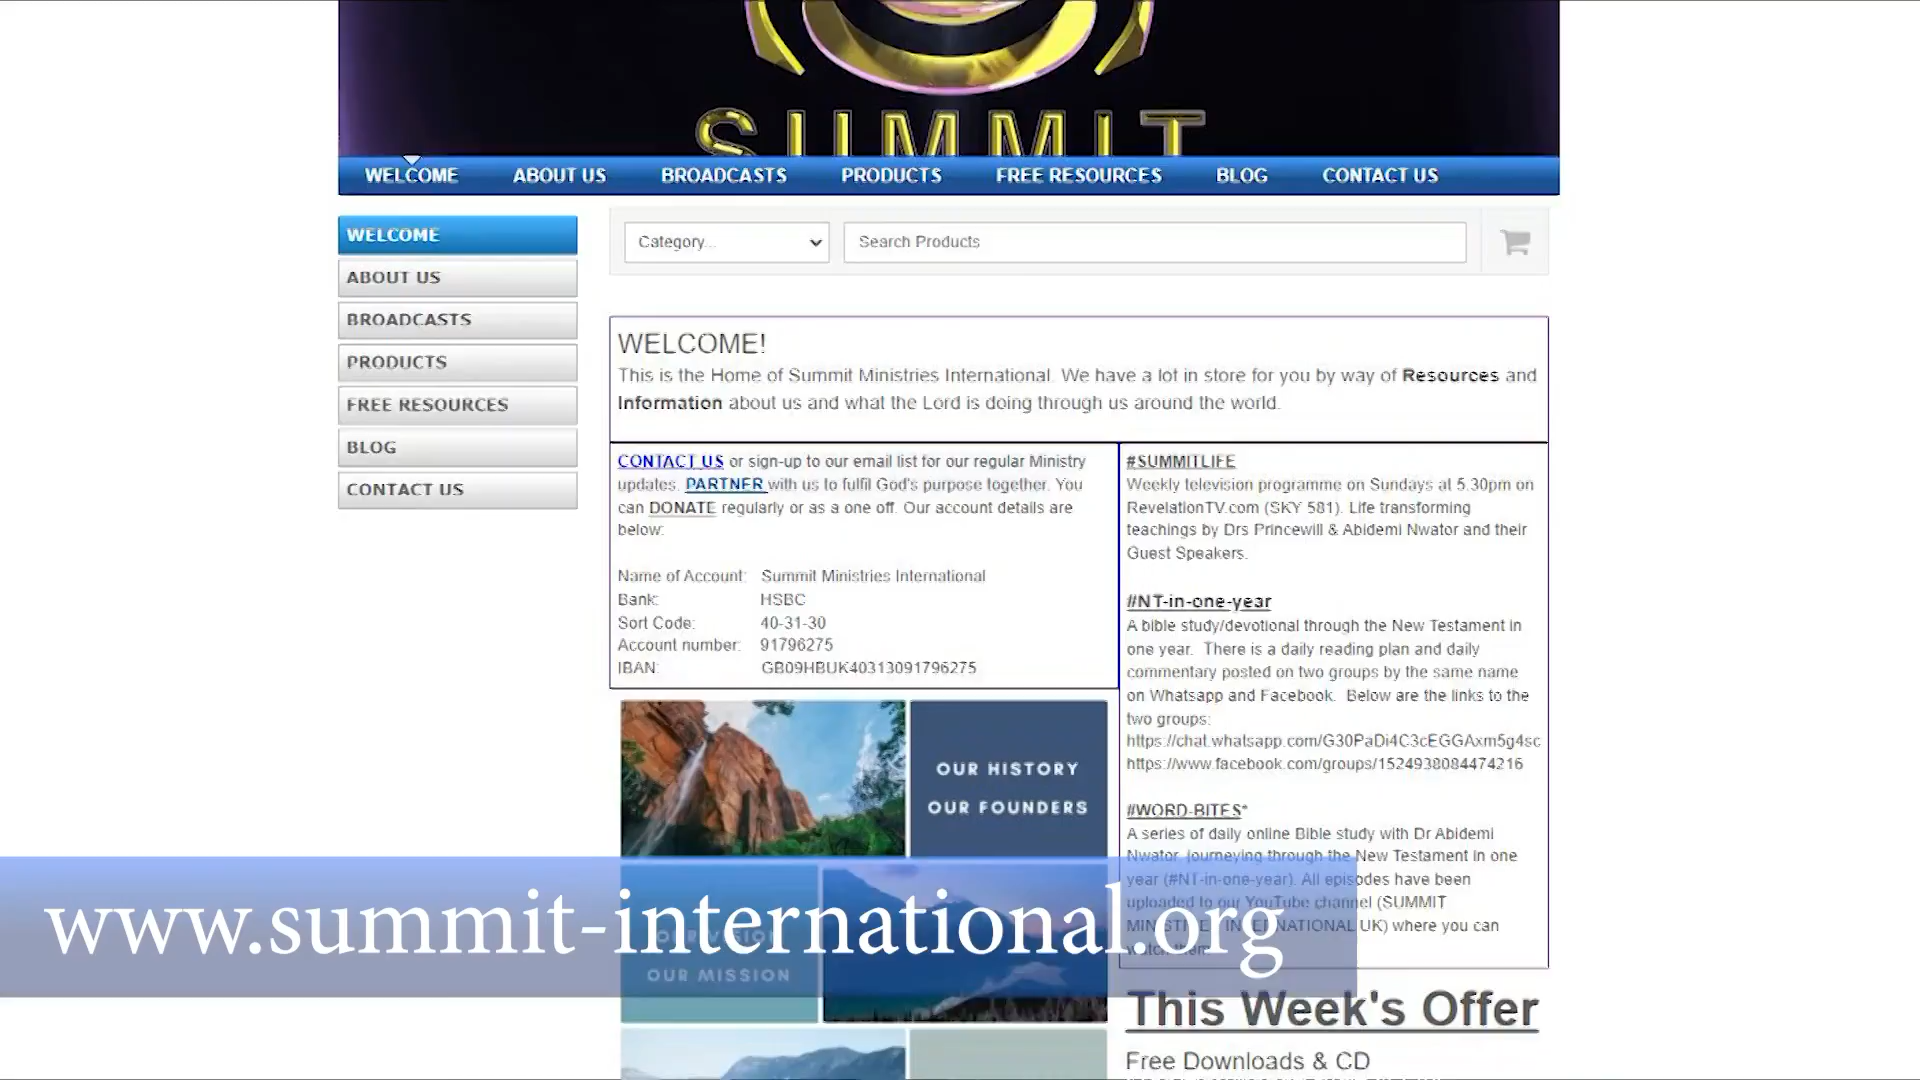 SUMMIT
WELCOME ABOUT US BROADCASTS PRODUCTS FREE RESOURCES BLOG CONTACT US
WELCOME
ABOUT US
BROADCASTS
PRODUCTS
FREE RESOURCES
BLOG
CONTACT US
Category... Search Products
WELCOME!
This is the Home of Summit Ministries International. We have a lot in store for you by way of Resources and
Information about us and what the Lord is doing through us around the world.
CONTACT US or sign-up to our email list for our regular Ministry
updates. PARTNER with us to fulfil God's purpose together. You
can DONATE regularly or as a one off. Our account details are
below:
Name of Account: Summit Ministries International
Bank: HSBC
Sort Code: 40-31-30
Account number: 91796275
IBAN: GB09HBUK40313091796275
OUR HISTORY
OUR FOUNDERS
OUR VISION
OUR MISSION
#SUMMITLIFE
Weekly television programme on Sundays at 5.30pm on
RevelationTV.com (SKY 581). Life transforming
teachings by Drs Princewill & Abidemi Nwator and their
Guest Speakers.
#NT-in-one-year
A bible study/devotional through the New Testament in
one year. There is a daily reading plan and daily
commentary posted on two groups by the same name
on Whatsapp and Facebook. Below are the links to the
two groups:
https://chat.whatsapp.com/G30PaDi4C3cEGGAxm5g4sc
https://www.facebook.com/groups/1524938084474216
#WORD-BITES*
A series of daily online Bible study with Dr Abidemi
Nwator, journeying through the New Testament in one
year (#NT-in-one-year). All episodes have been
uploaded to our YouTube channel (SUMMIT
MINISTRIES INTERNATIONAL UK) where you can
watch them.
This Week's Offer
Free Downloads & CD
www.summit-international.org